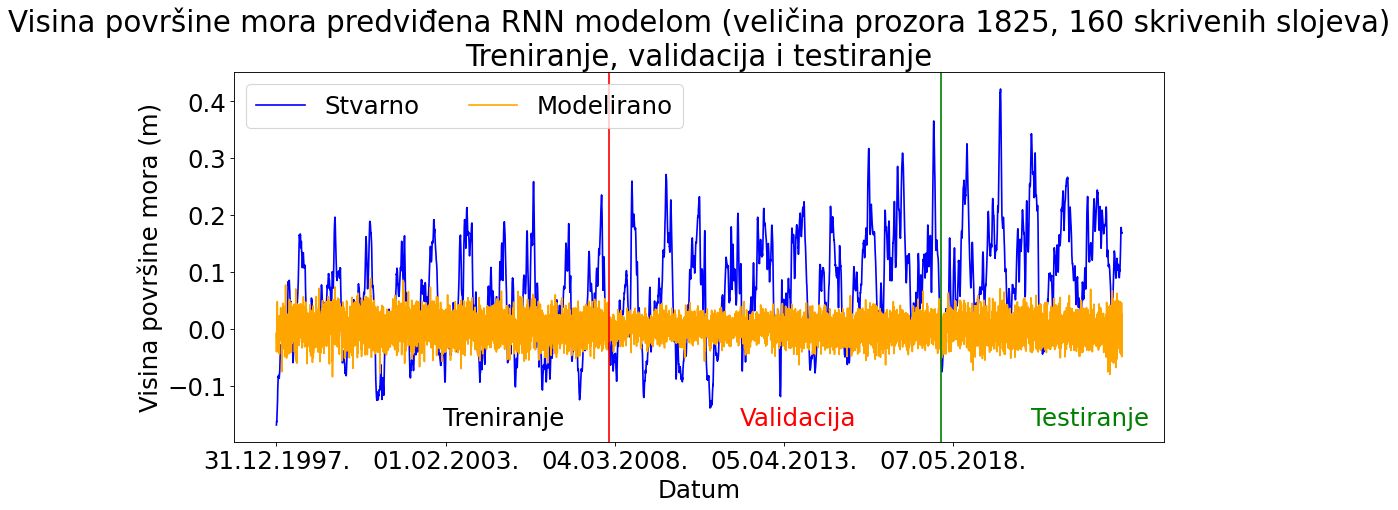 Visina površine mora predviđena RNN modelom (veličina prozora 1825, 160 skrivenih slojeva)
Treniranje, validacija i testiranje
Stvarno
Modelirano
Visina površine mora (m)
0.4
0.3
0.2
0.1
0.0
−0.1
Treniranje
Validacija
Testiranje
31.12.1997.
01.02.2003.
04.03.2008.
05.04.2013.
07.05.2018.
Datum